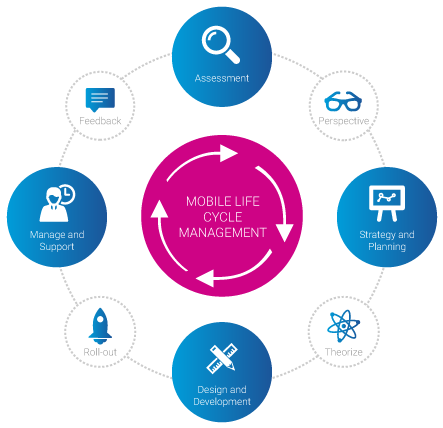 Assessment
Feedback
Perspective
MOBILE LIFE
CYCLE
MANAGEMENT
Manage and
Support
Strategy and
Planning
Roll-out
Theorize
Design and
Development